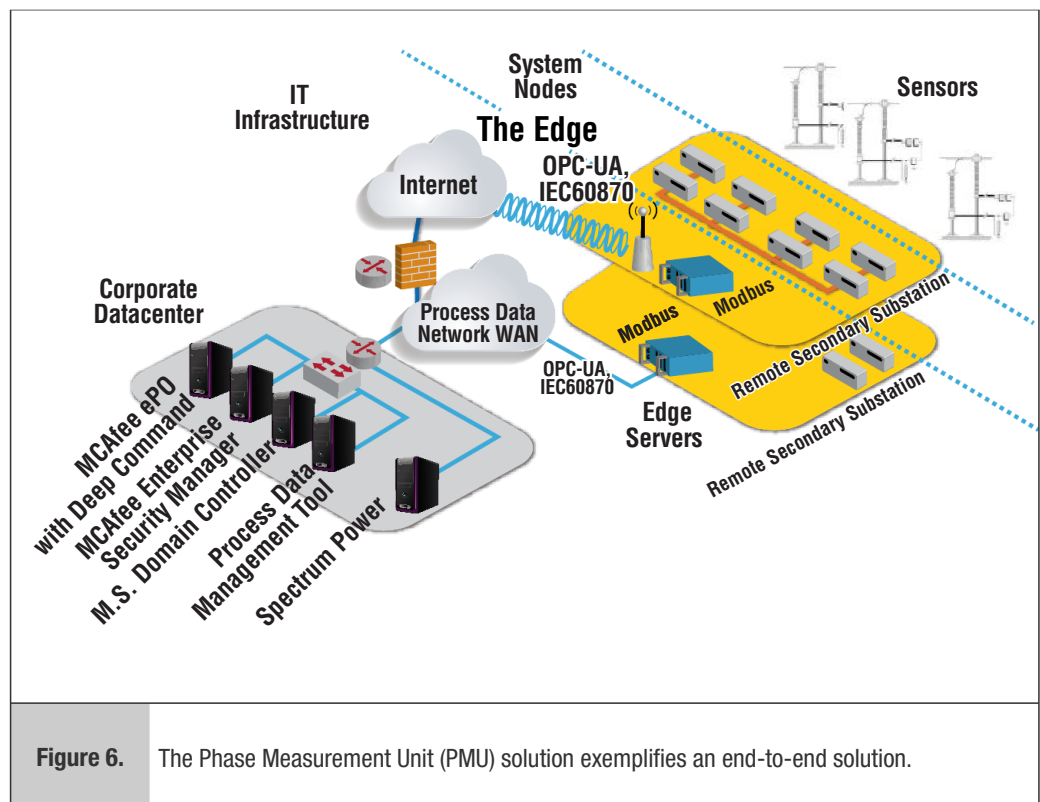 IT
Infrastructure
System
Nodes
Sensors
The Edge
OPC-UA,
IEC60870
Internet
Corporate
Datacenter
Process Data
Network WAN
Modbus
Modbus
Remote Secondary Substation
OPC-UA,
IEC60870
Edge
Servers
Remote Secondary Substation
MCAfee ePO
with Deep Command
MCAfee Enterprise
Security Manager
M.S. Domain Controller
Process Data
Management Tool
Spectrum Power
Figure 6.
The Phase Measurement Unit (PMU) solution exemplifies an end-to-end solution.